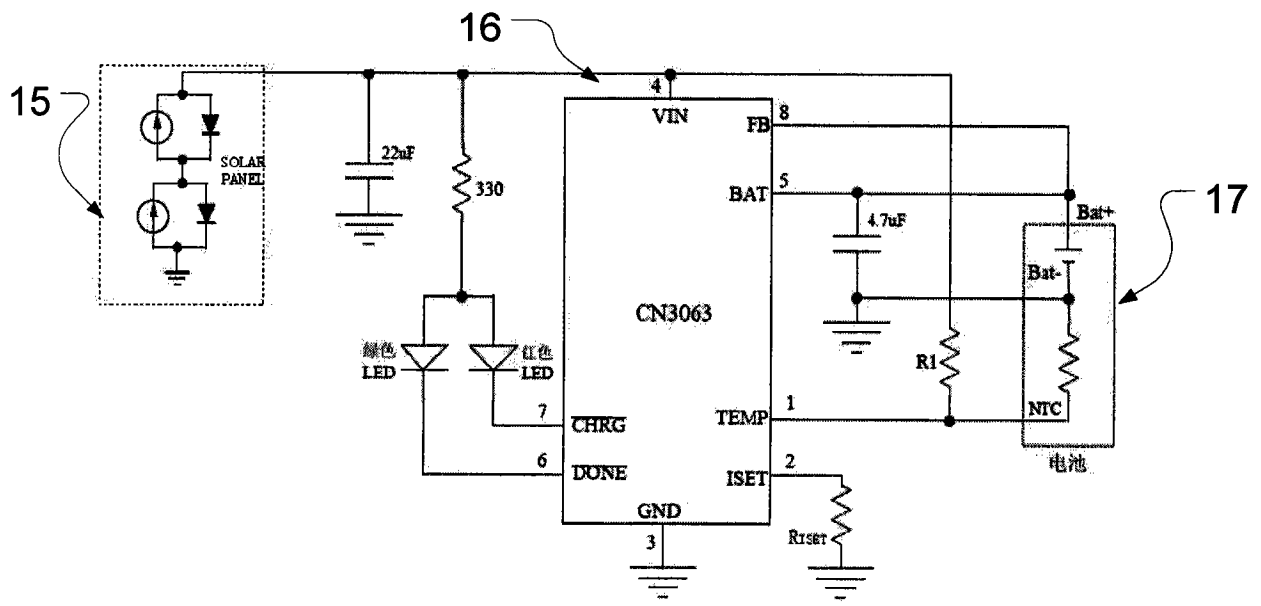 16
15
4
VIN
8
FB
22uF
SOLAR
PANEL
330
BAT
5
4.7uF
Bat+
17
Bat-
CN3063
绿色
LED
红色
LED
R1
7
CHRG
TEMP
1
NTC
6
DONE
ISET
2
电池
GND
3
RISET